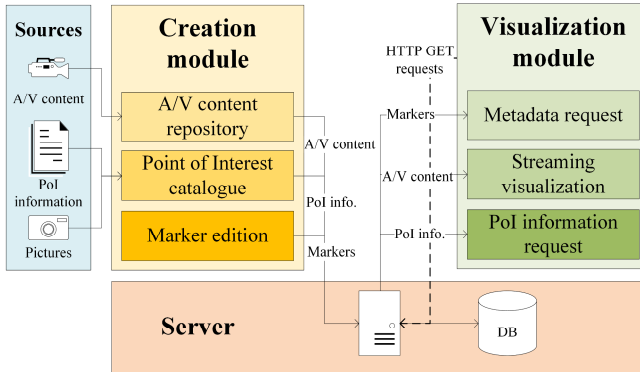 Sources
A/V content
PoI
information
Pictures
Creation
module
A/V content
repository
Point of Interest
catalogue
Marker edition
A/V content
PoI info.
Markers
HTTP GET
requests
Markers
A/V content
PoI info.
Visualization
module
Metadata request
Streaming
visualization
PoI information
request
Server
DB